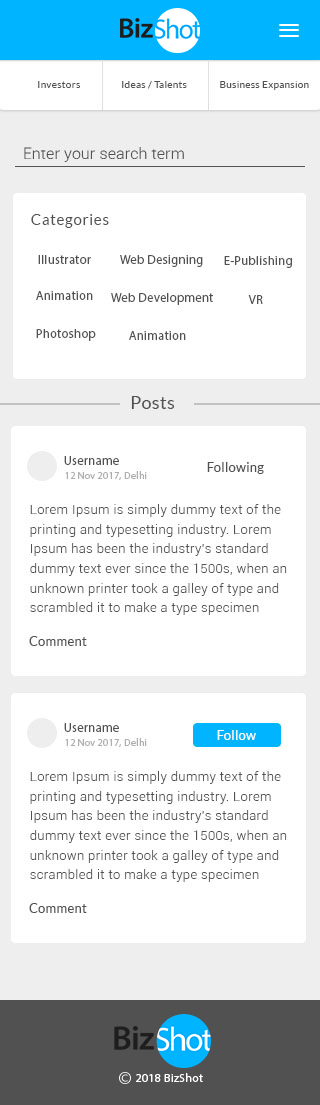 BizShot
Investors
Ideas / Talents
Business Expansion
Enter your search term
Categories
Illustrator
Web Designing
E-Publishing
Animation
Web Development
VR
Photoshop
Animation
Posts
Username
12 Nov 2017, Delhi
Following
Lorem Ipsum is simply dummy text of the
printing and typesetting industry. Lorem
Ipsum has been the industry's standard
dummy text ever since the 1500s, when an
unknown printer took a galley of type and
scrambled it to make a type specimen
Comment
Username
12 Nov 2017, Delhi
Follow
Lorem Ipsum is simply dummy text of the
printing and typesetting industry. Lorem
Ipsum has been the industry's standard
dummy text ever since the 1500s, when an
unknown printer took a galley of type and
scrambled it to make a type specimen
Comment
BizShot
© 2018 BizShot